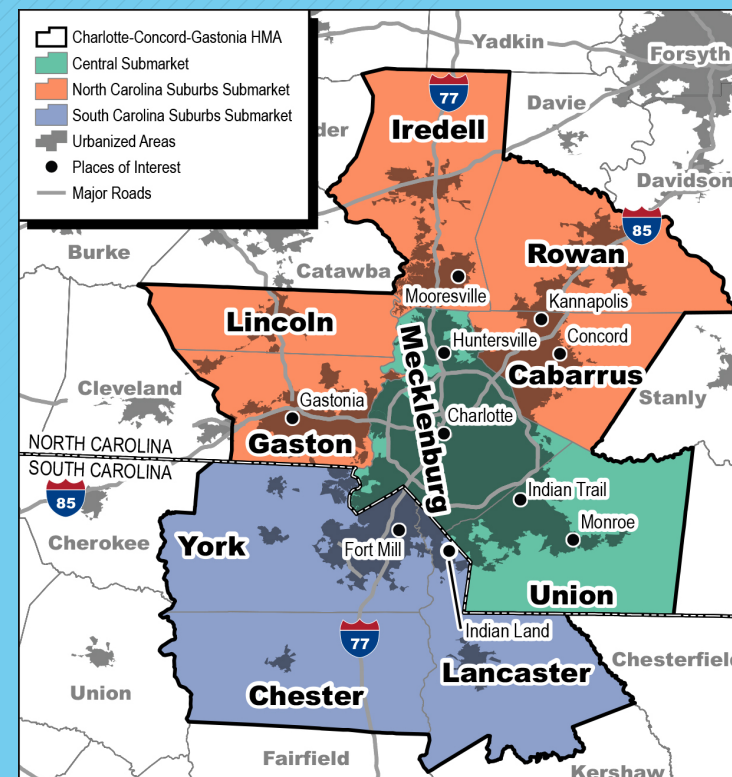 Charlotte-Concord-Gastonia HMA
Central Submarket
North Carolina Suburbs Submarket
South Carolina Suburbs Submarket
Urbanized Areas
Places of Interest
Major Roads
Yadkin
Forsyth
77
Davie
der
Iredell
Davidson
85
Burke
Rowan
Catawba
Mooresville
Kannapolis
Lincoln
Huntersville
Concord
Mecklenburg
Cabarrus
Cleveland
Stanly
Gastonia
Charlotte
NORTH CAROLINA
Gaston
SOUTH CAROLINA
85
Indian Trail
Cherokee
York
Fort Mill
Monroe
Union
Indian Land
77
Chesterfiel
Union
Chester
Lancaster
Fairfield
Kershaw